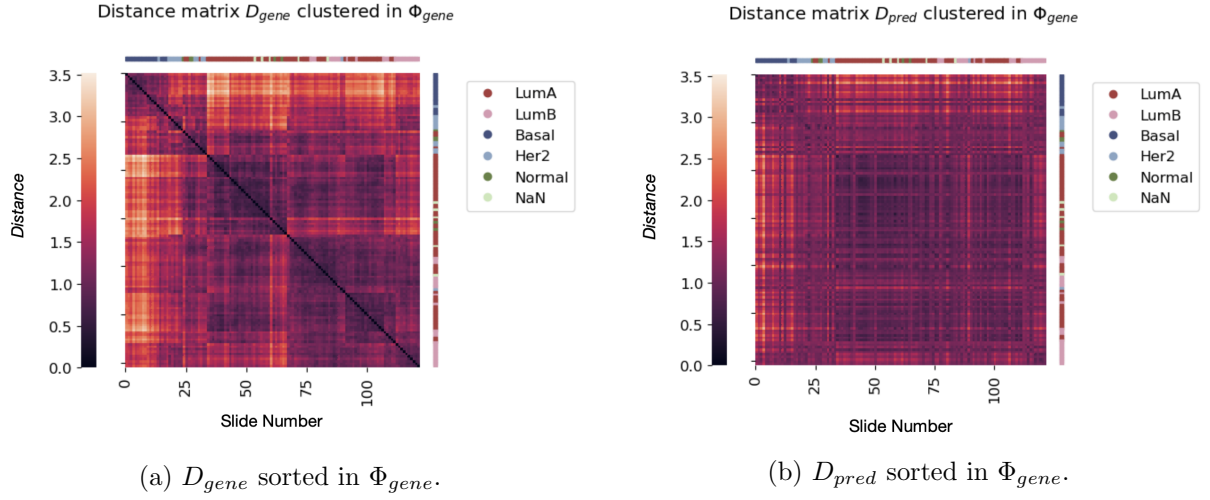 Distance matrix D_gene clustered in Φ_gene
3.5
3.0
2.5
2.0
1.5
1.0
0.5
0.0
Distance
0
25
50
75
100
Slide Number
LumA
LumB
Basal
Her2
Normal
NaN
(a) D_gene sorted in Φ_gene.
Distance matrix D_pred clustered in Φ_gene
3.5
3.0
2.5
2.0
1.5
1.0
0.5
0.0
Distance
0
25
50
75
100
Slide Number
LumA
LumB
Basal
Her2
Normal
NaN
(b) D_pred sorted in Φ_gene.